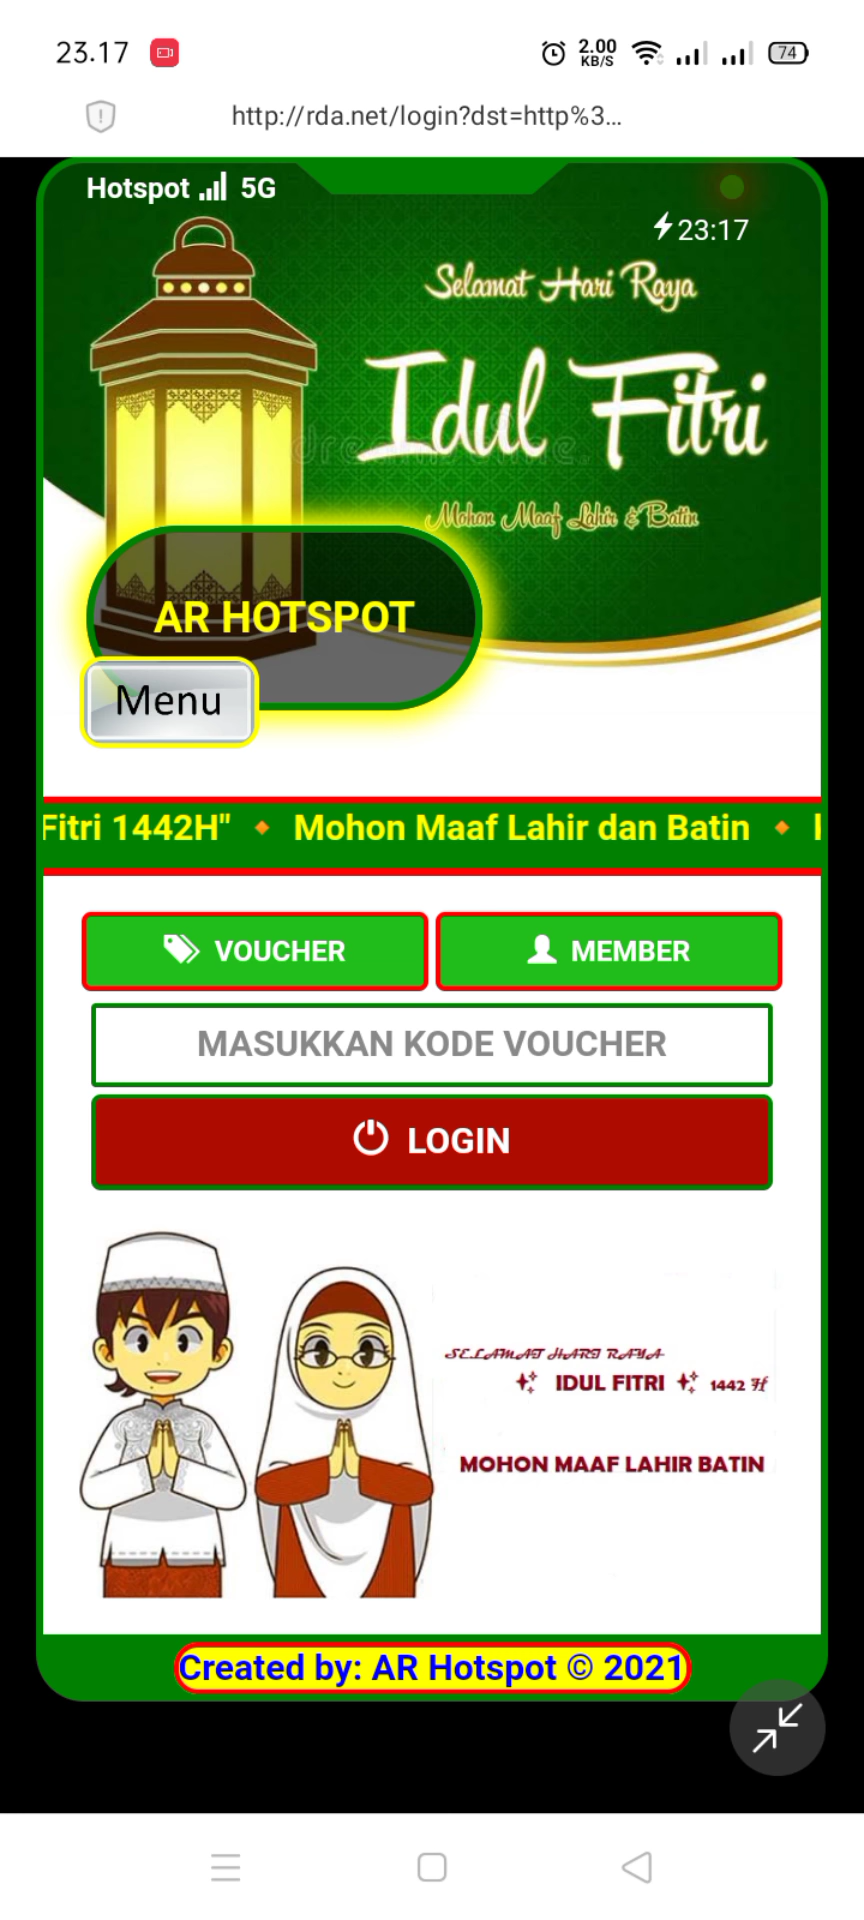 23.17
2.00
KB/S
74
http://rda.net/login?dst=http%3...
Hotspot 5G
23:17
Selamat Hari Raya
Idul Fitri
dreamstime.
Mohon Maaf Lahir & Batin
AR HOTSPOT
Menu
Fitri 1442H" 🔸 Mohon Maaf Lahir dan Batin 🔸
VOUCHER
MEMBER
MASUKKAN KODE VOUCHER
LOGIN
SELAMAT HARI RAYA
IDUL FITRI 1442 H
MOHON MAAF LAHIR BATIN
Created by: AR Hotspot © 2021